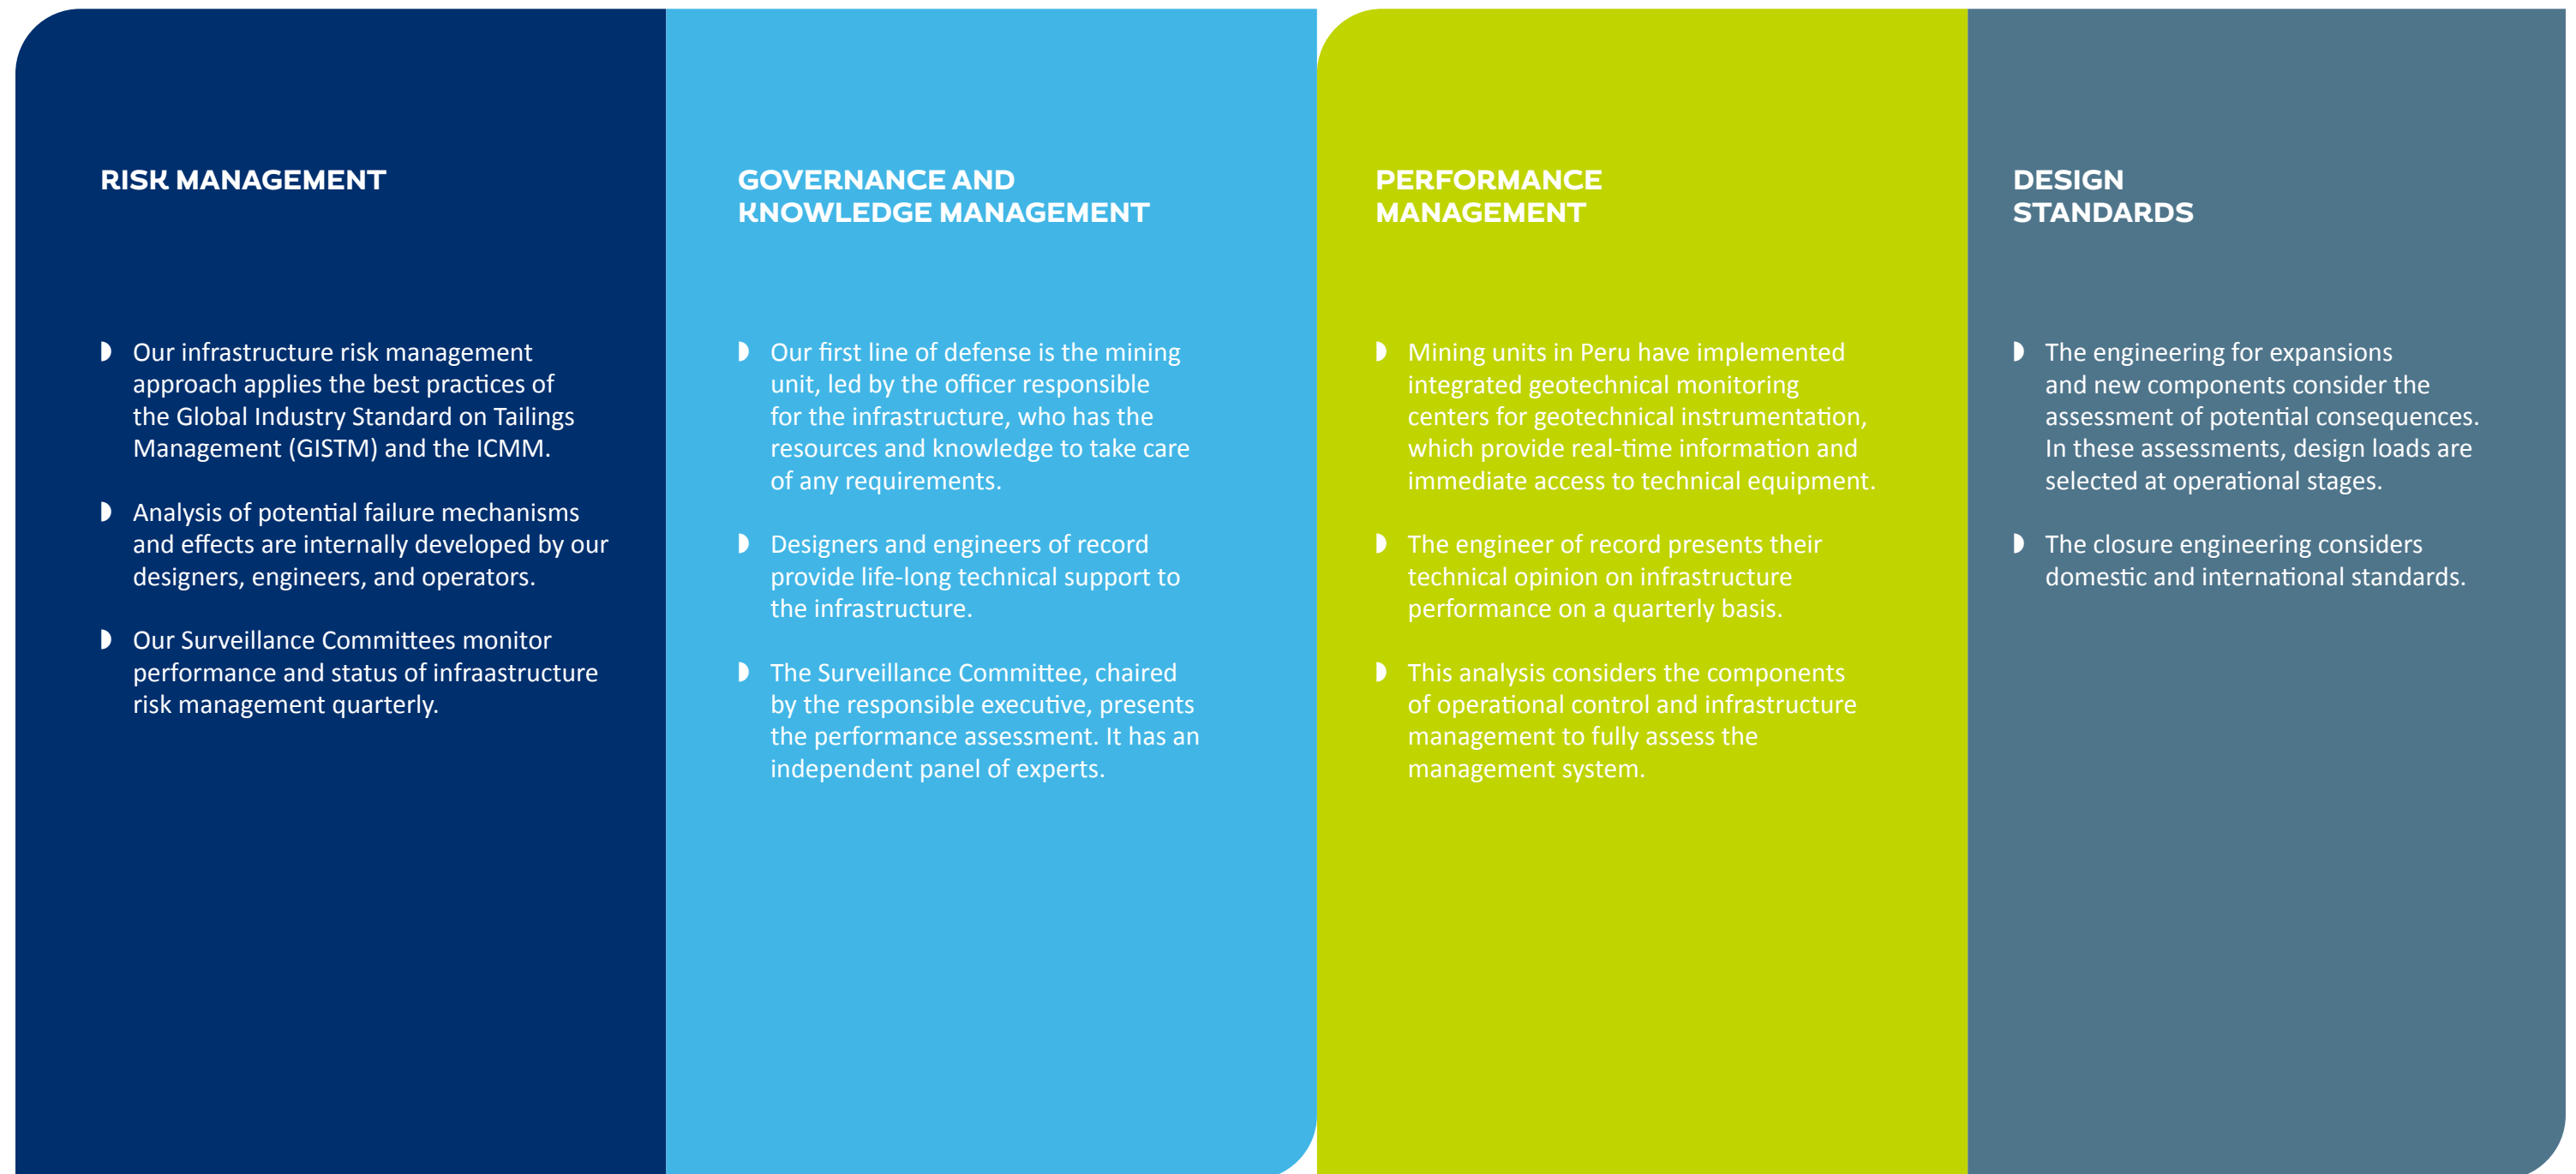 RISK MANAGEMENT
◗ Our infrastructure risk management
approach applies the best practices of
the Global Industry Standard on Tailings
Management (GISTM) and the ICMM.
◗ Analysis of potential failure mechanisms
and effects are internally developed by our
designers, engineers, and operators.
◗ Our Surveillance Committees monitor
performance and status of infraastructure
risk management quarterly.
GOVERNANCE AND
KNOWLEDGE MANAGEMENT
◗ Our first line of defense is the mining
unit, led by the officer responsible
for the infrastructure, who has the
resources and knowledge to take care
of any requirements.
◗ Designers and engineers of record
provide life-long technical support to
the infrastructure.
◗ The Surveillance Committee, chaired
by the responsible executive, presents
the performance assessment. It has an
independent panel of experts.
PERFORMANCE
MANAGEMENT
◗ Mining units in Peru have implemented
integrated geotechnical monitoring
centers for geotechnical instrumentation,
which provide real-time information and
immediate access to technical equipment.
◗ The engineer of record presents their
technical opinion on infrastructure
performance on a quarterly basis.
◗ This analysis considers the components
of operational control and infrastructure
management to fully assess the
management system.
DESIGN
STANDARDS
◗ The engineering for expansions
and new components consider the
assessment of potential consequences.
In these assessments, design loads are
selected at operational stages.
◗ The closure engineering considers
domestic and international standards.